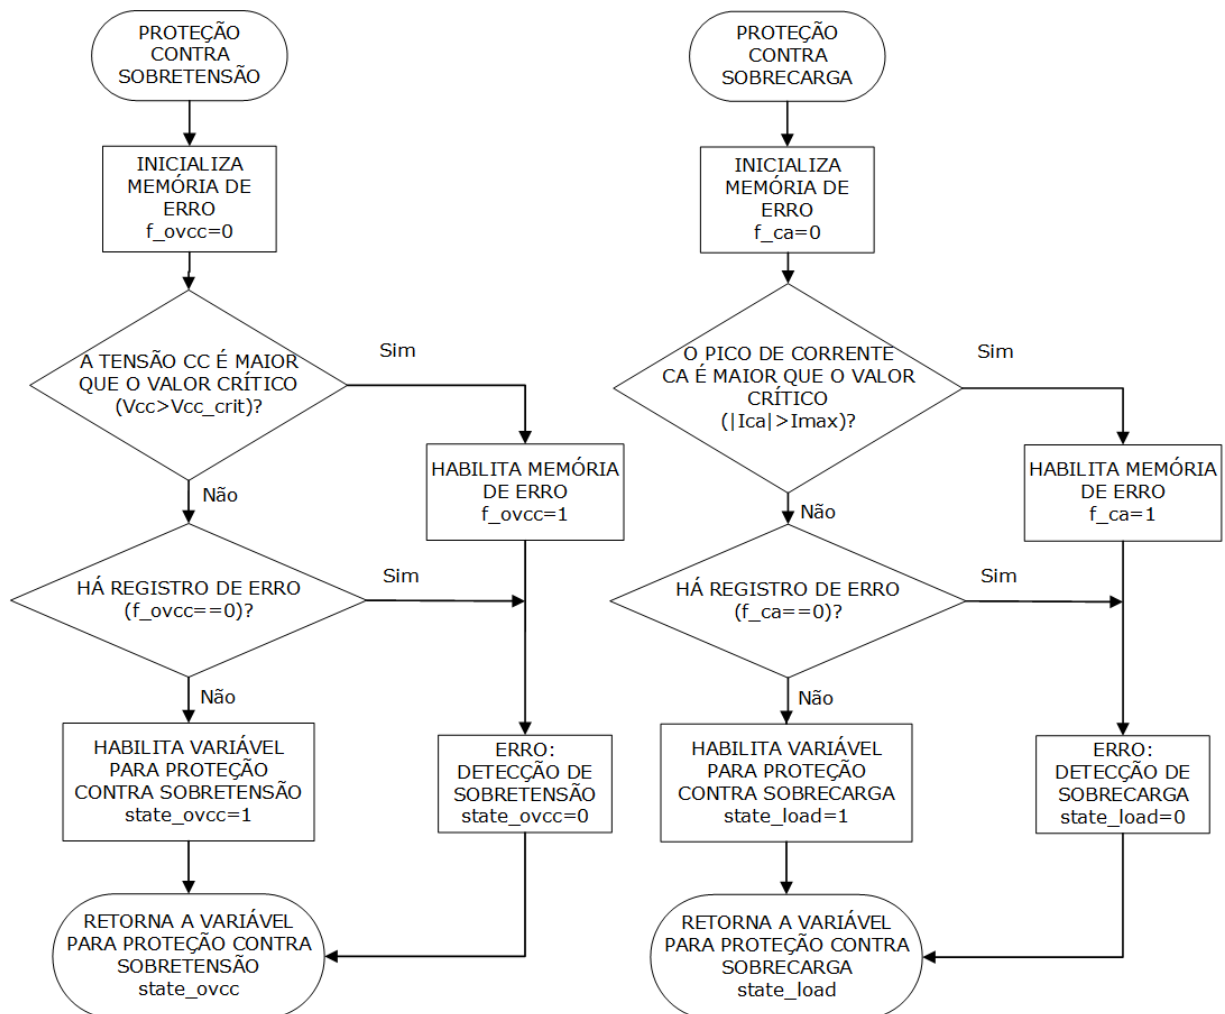 PROTEÇÃO
CONTRA
SOBRETENSÃO
INICIALIZA
MEMÓRIA DE
ERRO
f_ovcc=0
A TENSÃO CC É MAIOR
QUE O VALOR CRÍTICO
(Vcc>Vcc_crit)?
Sim
HABILITA MEMÓRIA
DE ERRO
f_ovcc=1
Não
HÁ REGISTRO DE ERRO
(f_ovcc==0)?
Sim
Não
HABILITA VARIÁVEL
PARA PROTEÇÃO
CONTRA SOBRETENSÃO
state_ovcc=1
ERRO:
DETECÇÃO DE
SOBRETENSÃO
state_ovcc=0
RETORNA A VARIÁVEL
PARA PROTEÇÃO CONTRA
SOBRETENSÃO
state_ovcc
PROTEÇÃO
CONTRA
SOBRECARGA
INICIALIZA
MEMÓRIA DE
ERRO
f_ca=0
O PICO DE CORRENTE
CA É MAIOR QUE O VALOR
CRÍTICO
(|Ica|>Imax)?
Sim
HABILITA MEMÓRIA
DE ERRO
f_ca=1
Não
HÁ REGISTRO DE ERRO
(f_ca==0)?
Sim
Não
HABILITA VARIÁVEL
PARA PROTEÇÃO
CONTRA SOBRECARGA
state_load=1
ERRO:
DETECÇÃO DE
SOBRECARGA
state_load=0
RETORNA A VARIÁVEL
PARA PROTEÇÃO CONTRA
SOBRECARGA
state_load